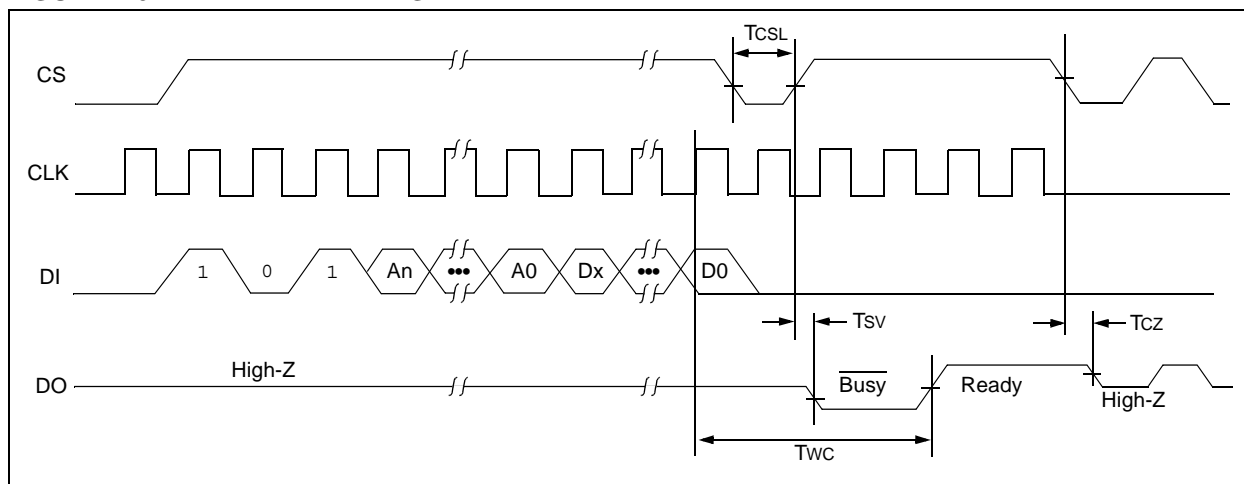 TCSL
CS
CLK
DI
1 0 1 An ••• A0 Dx ••• D0
TSV
TCZ
DO
High-Z
Busy
Ready
High-Z
TWC